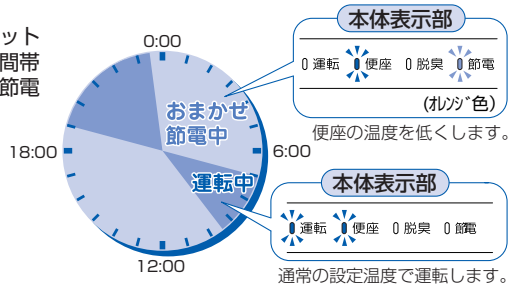 ット
間帯
節電
0:00
6:00
12:00
18:00
おまかせ
節電中
運転中
本体表示部
運転 便座 脱臭 節電
(オレンジ色)
便座の温度を低くします。
本体表示部
運転 便座 脱臭 節電
通常の設定温度で運転します。